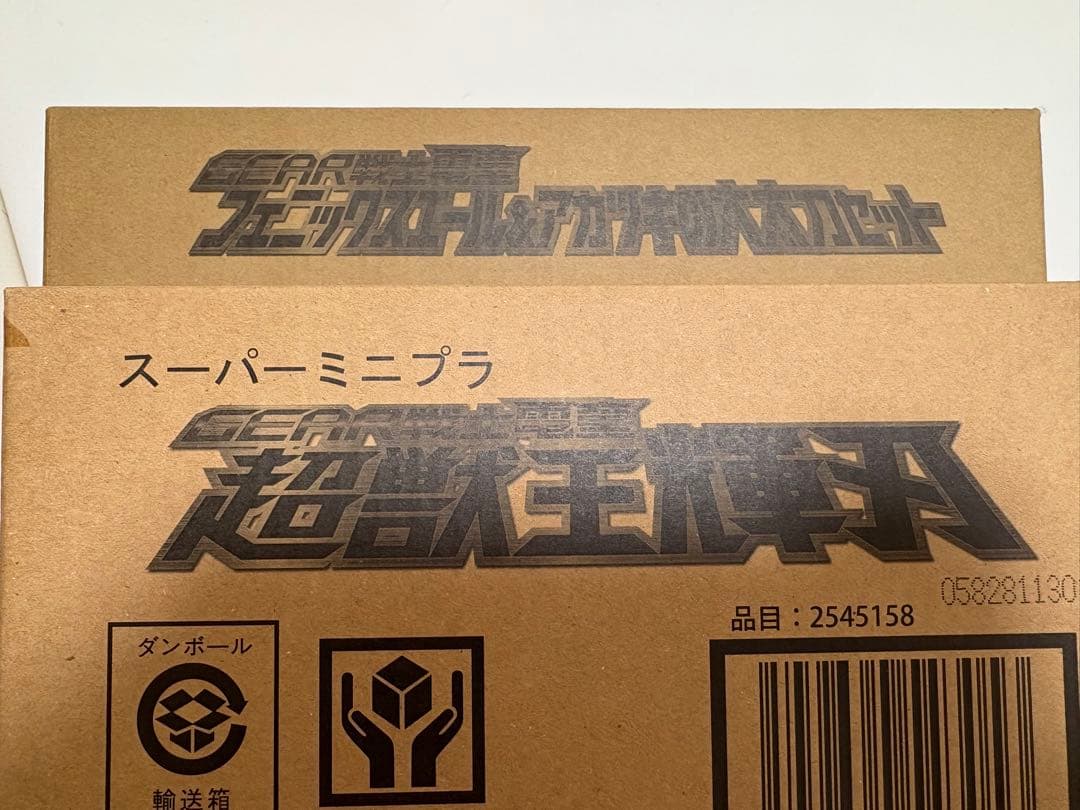 GEAR戦士電童
フェニックスエール&アカツキの大太刀セット
スーパーミニプラ
GEAR戦士電童
超獣王輝刃
058281130
品目：2545158
ダンボール
輸送箱